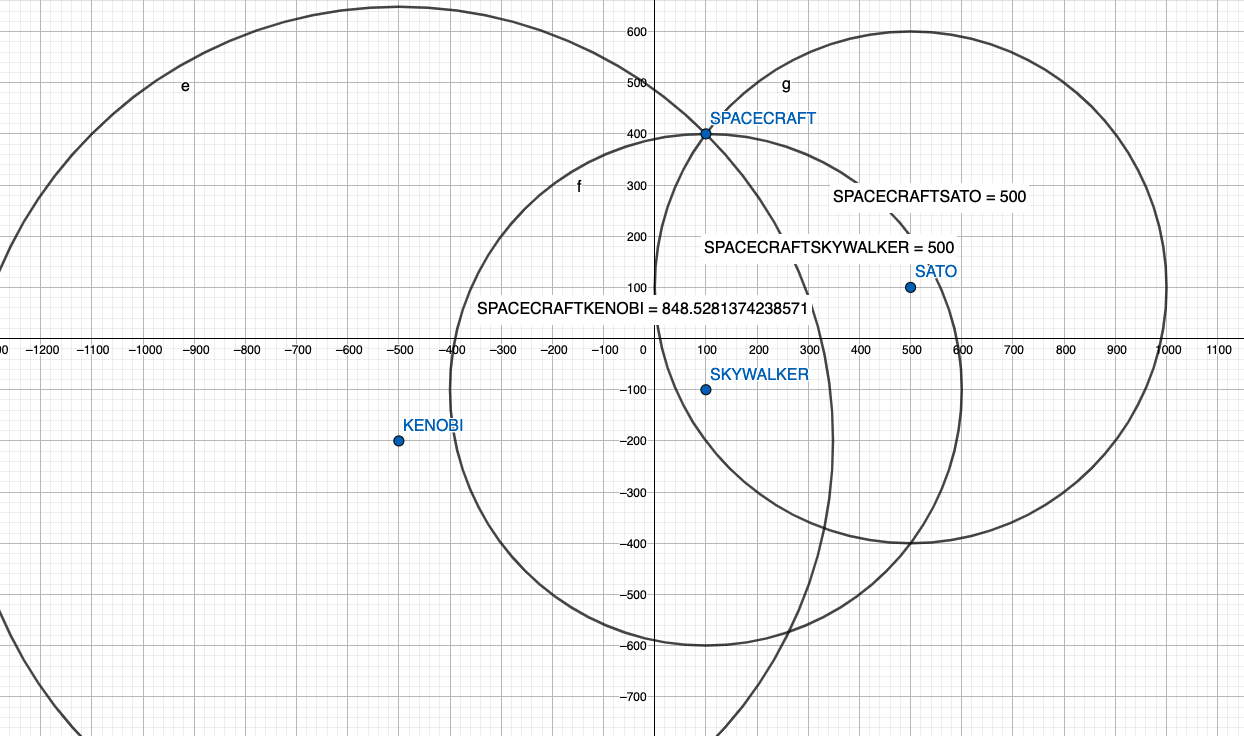 600
e
500
g
SPACECRAFT
400
300
f
SPACECRAFTSATO = 500
200
SPACECRAFTSKYWALKER = 500
SATO
100
SPACECRAFTKENOBI = 848.5281374238571
00 −1200 −1100 −1000 −900 −800 −700 −600 −500 −400 −300 −200 −100 0 100 200 300 400 500 600 700 800 900 1000 1100
SKYWALKER
−100
KENOBI
−200
−300
−400
−500
−600
−700